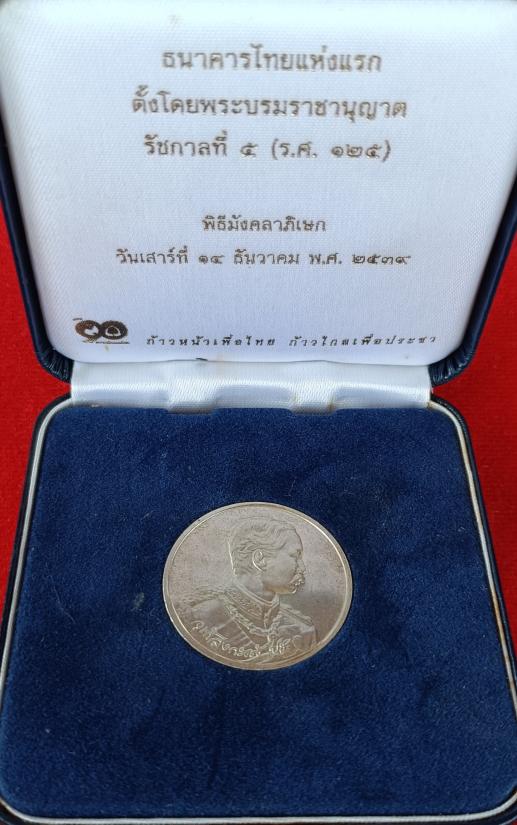 ธนาคารไทยแห่งแรก
ตั้งโดยพระบรมราชานุญาต
รัชกาลที่ ๕ (ร.ศ. ๑๒๕)
พิธีมังคลาภิเษก
วันเสาร์ที่ ๑๔ ธันวาคม พ.ศ. ๒๕๓๙
๙๐ ก้าวหน้าเพื่อไทย ก้าวไกลเพื่อประชา